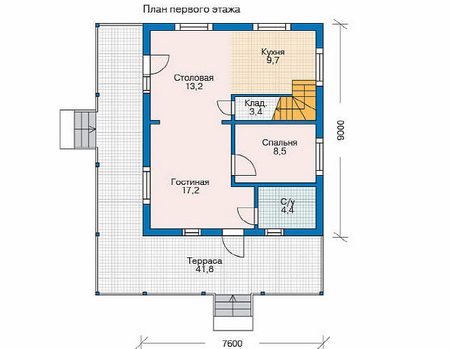 План первого этажа
Кухня
9,7
Столовая
13,2
Клад.
3,4
Спальня
8,5
Гостиная
17,2
С/у
4,4
Терраса
41,8
9000
7600